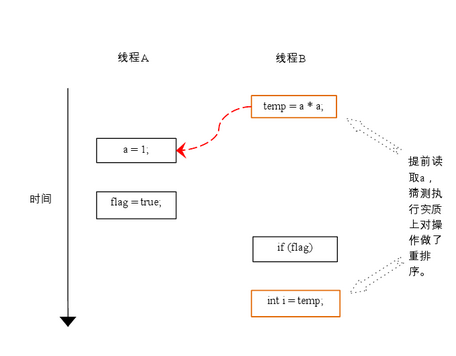 线程A
线程B
temp = a * a;
a = 1;
时间
flag = true;
if (flag)
int i = temp;
提前读
取a，
猜测执
行实质
上对操
作做了
重排
序。